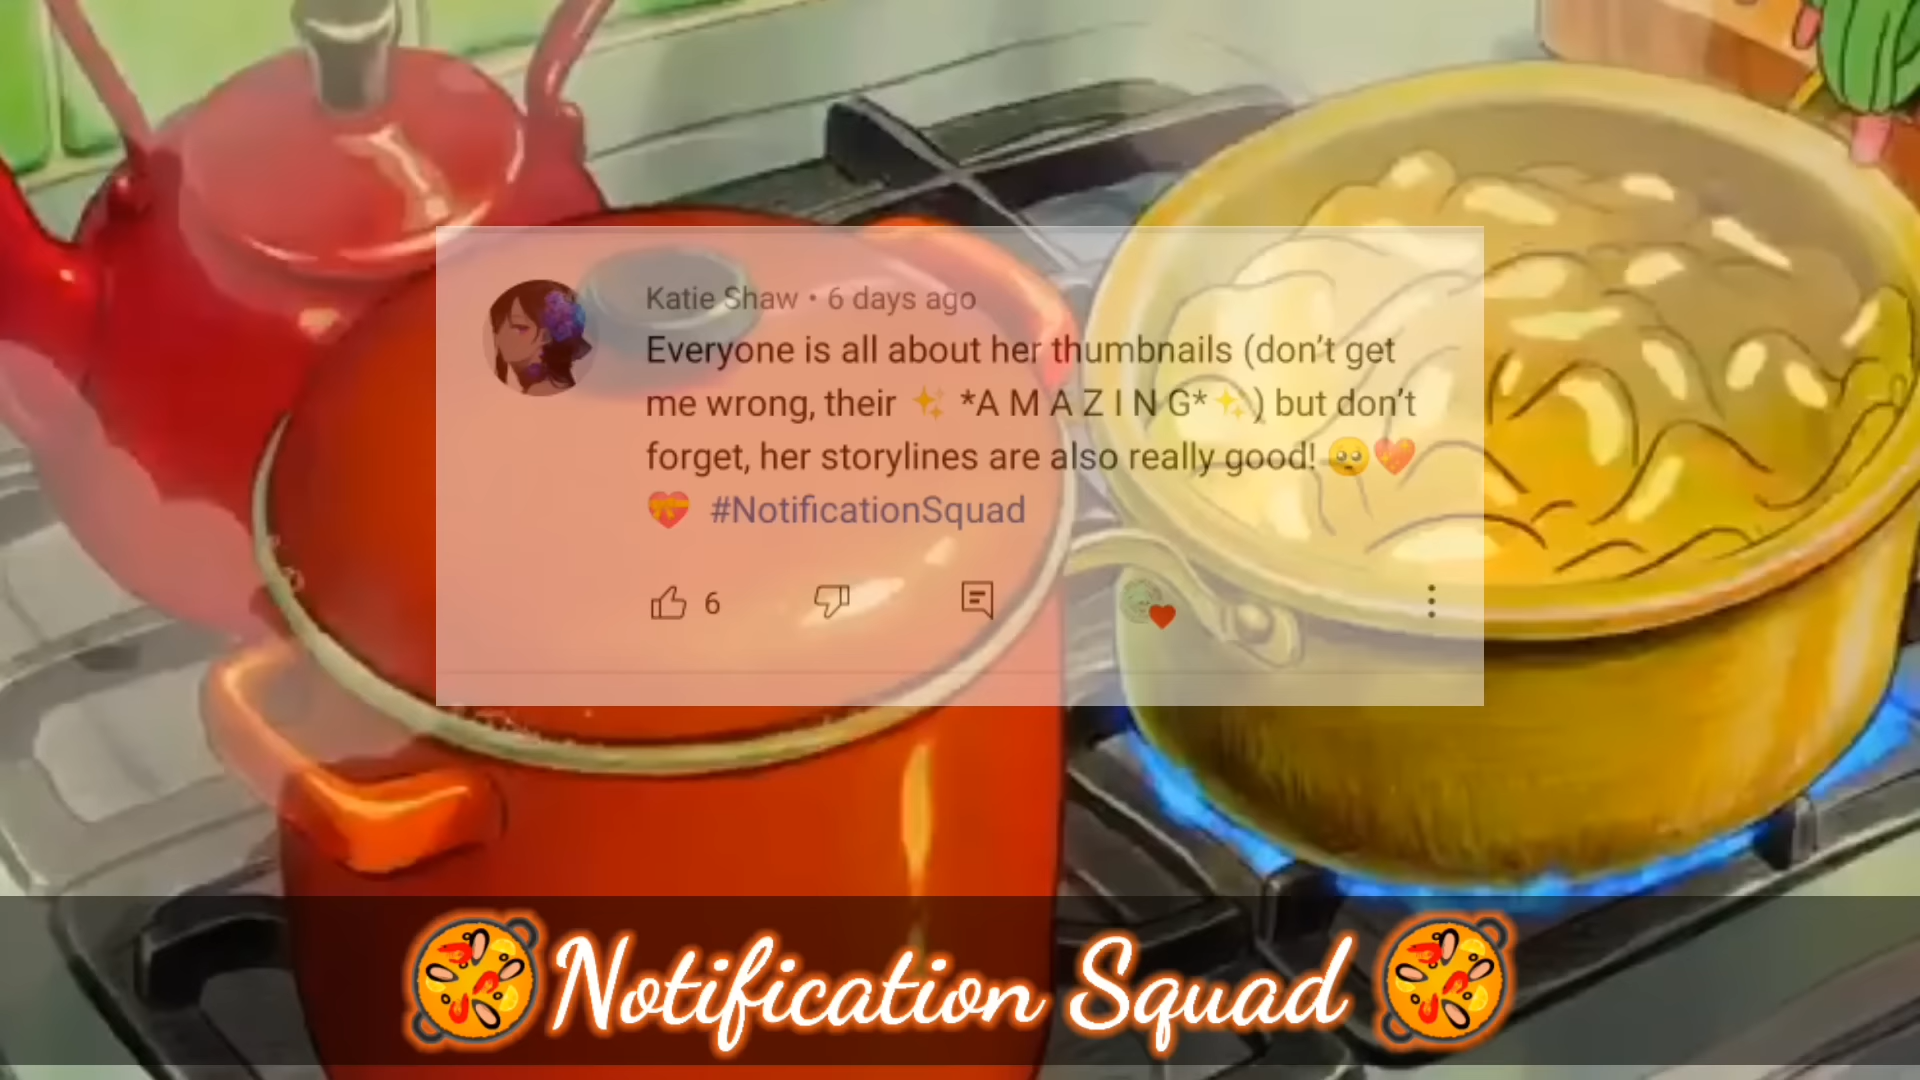 Katie Shaw • 6 days ago
Everyone is all about her thumbnails (don’t get
me wrong, their ✨ *A M A Z I N G*✨) but don’t
forget, her storylines are also really good! 🥺💖
💝 #NotificationSquad
6
Notification Squad